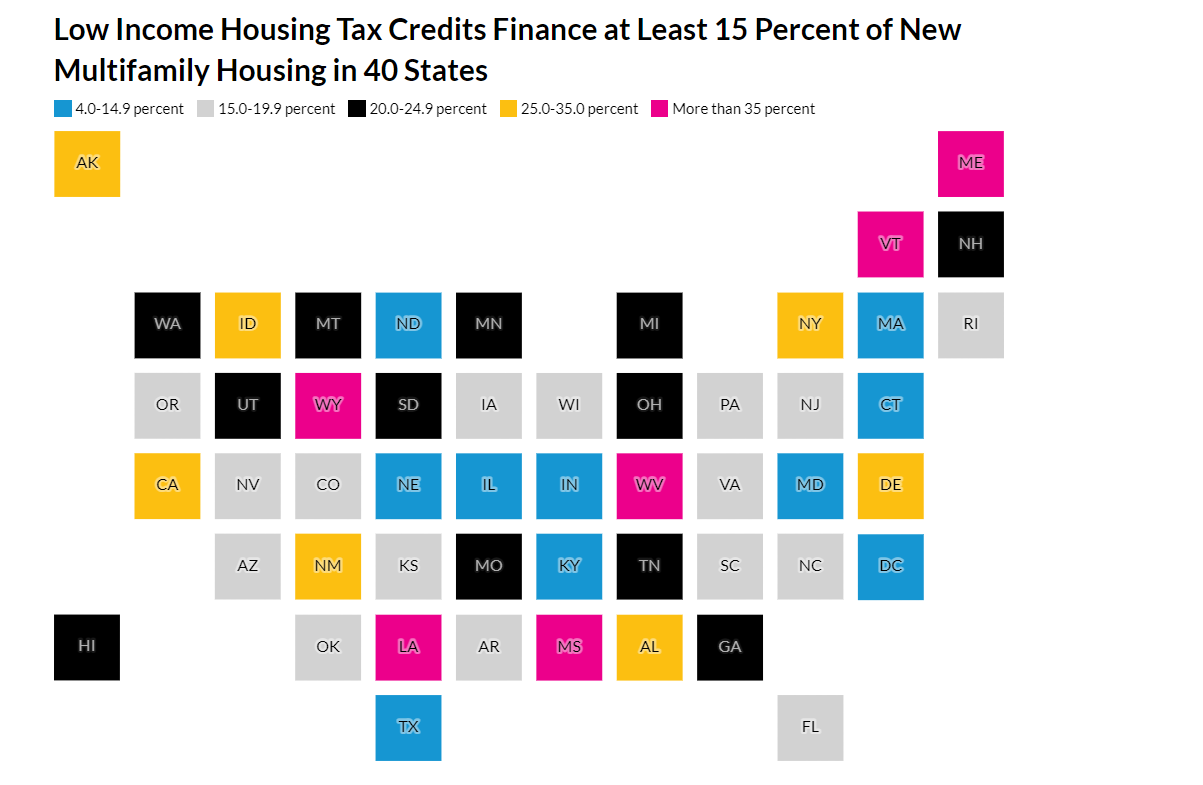 Low Income Housing Tax Credits Finance at Least 15 Percent of New
Multifamily Housing in 40 States
4.0-14.9 percent 15.0-19.9 percent 20.0-24.9 percent 25.0-35.0 percent More than 35 percent
AK ME
VT NH
WA ID MT ND MN MI NY MA RI
OR UT WY SD IA WI OH PA NJ CT
CA NV CO NE IL IN WV VA MD DE
AZ NM KS MO KY TN SC NC DC
HI OK LA AR MS AL GA
TX FL